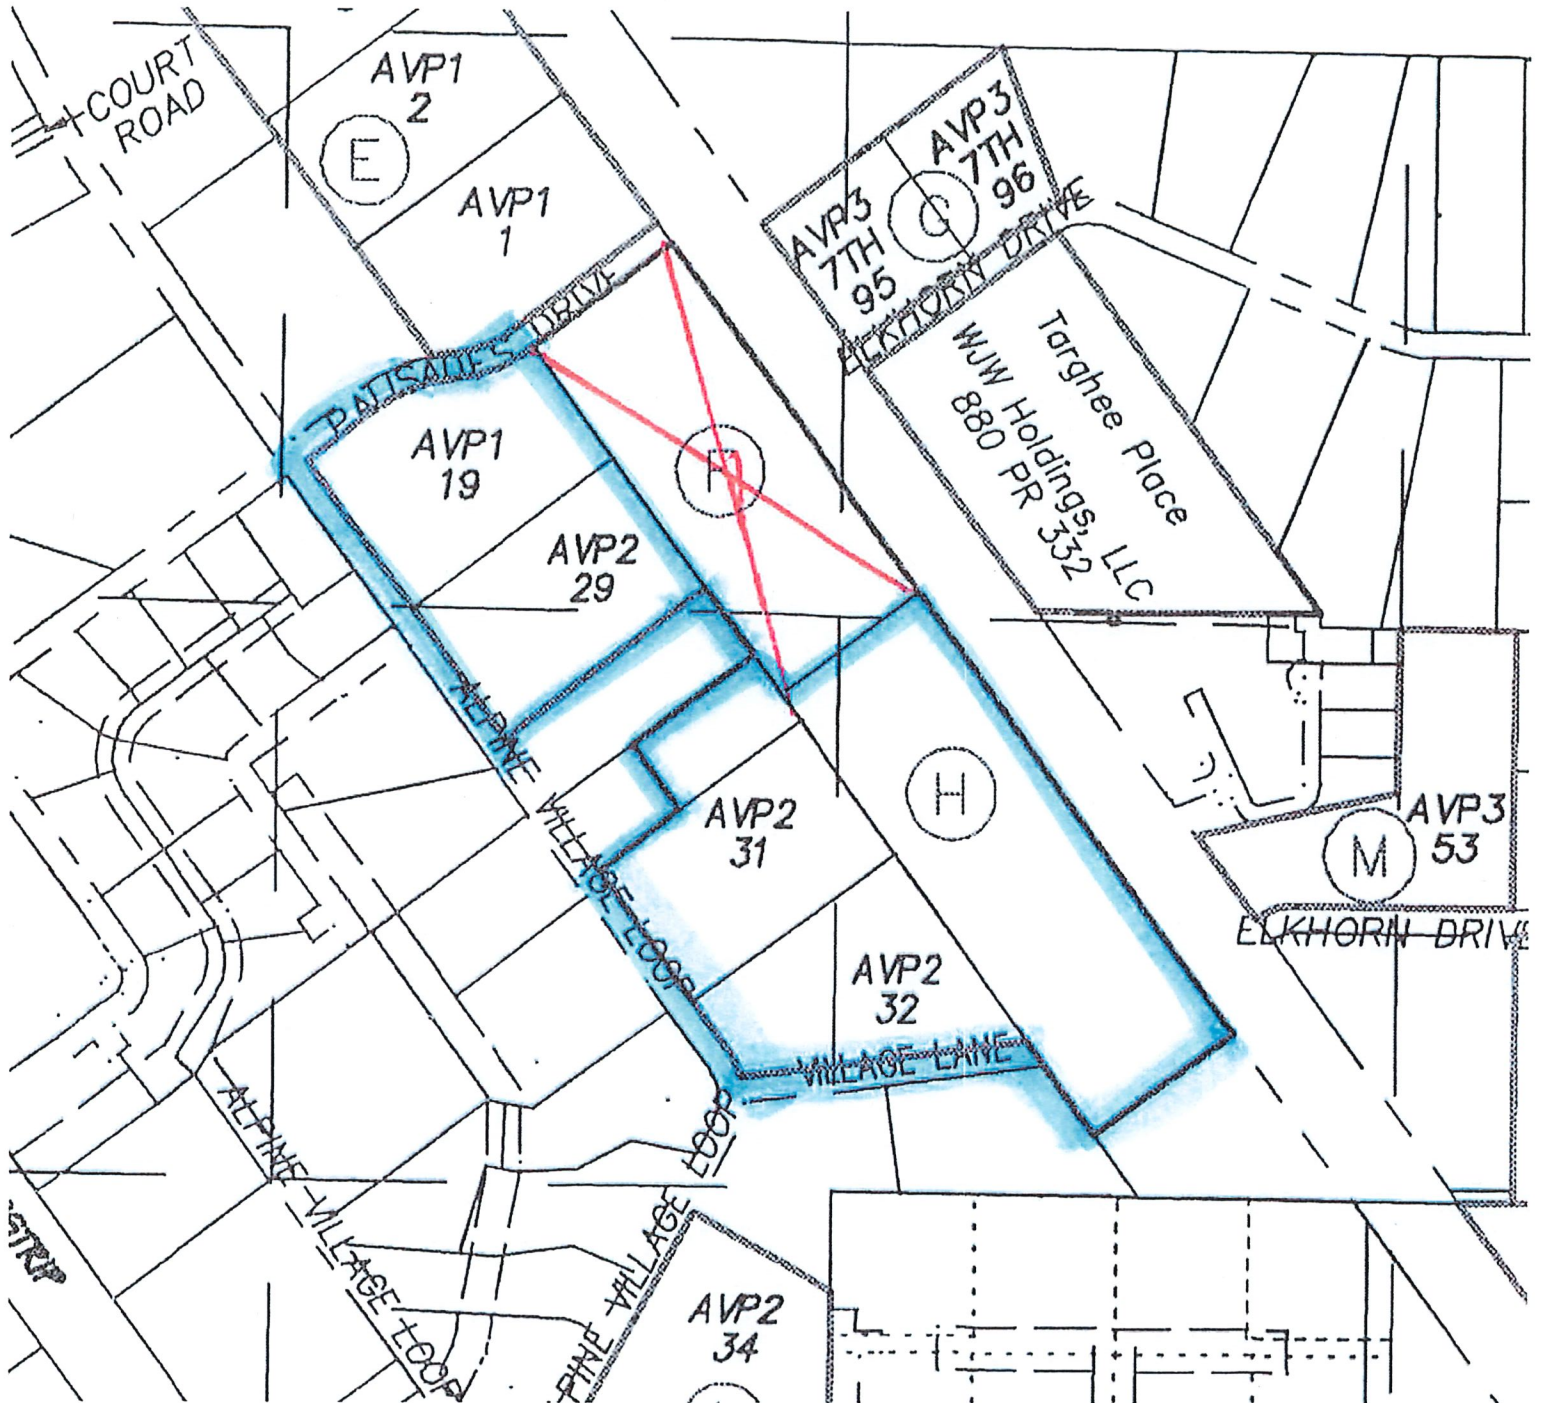 COURT
ROAD
AVP1
2
E
AVP1
1
AVP3
7TH
96
AVP3
7TH
95
G
ELKHORN DRIVE
PALISADES DRIVE
Targhee Place
WJW Holdings, LLC
880 PR 332
AVP1
19
F
AVP2
29
ALPINE VILLAGE LOOP
AVP2
31
H
AVP3
53
M
ELKHORN DRIVE
AVP2
32
VILLAGE LANE
ALPINE VILLAGE LOOP
PINE VILLAGE LOOP
AVP2
34